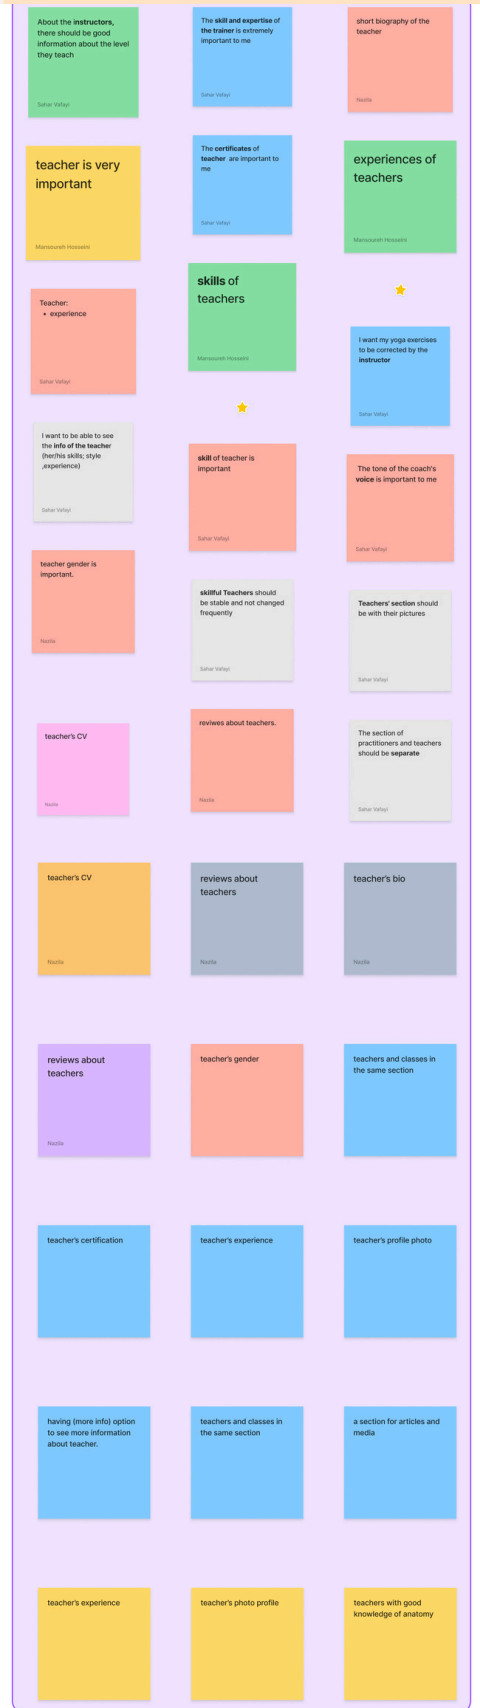 About the instructors,
there should be good
information about the level
they teach
Sahar Vafayi
The skill and expertise of
the trainer is extremely
important to me
Sahar Vafayi
short biography of the
teacher
Nazila
teacher is very
important
Mansoureh Hosseini
The certificates of
teacher are important to
me
Sahar Vafayi
experiences of
teachers
Mansoureh Hosseini
skills of
teachers
Mansoureh Hosseini
Teacher:
• experience
Sahar Vafayi
I want my yoga exercises
to be corrected by the
instructor
Sahar Vafayi
I want to be able to see
the info of the teacher
(her/his skills; style
,experience)
Sahar Vafayi
skill of teacher is
important
Sahar Vafayi
The tone of the coach's
voice is important to me
Sahar Vafayi
teacher gender is
important.
Nazila
skillful Teachers should
be stable and not changed
frequently
Sahar Vafayi
Teachers' section should
be with their pictures
Sahar Vafayi
teacher's CV
Nazila
reviwes about teachers.
Nazila
The section of
practitioners and teachers
should be separate
Sahar Vafayi
teacher's CV
Nazila
reviews about
teachers
Nazila
teacher's bio
Nazila
reviews about
teachers
Nazila
teacher's gender
teachers and classes in
the same section
teacher's certification
teacher's experience
teacher's profile photo
having (more info) option
to see more information
about teacher.
teachers and classes in
the same section
a section for articles and
media
teacher's experience
teacher's photo profile
teachers with good
knowledge of anatomy